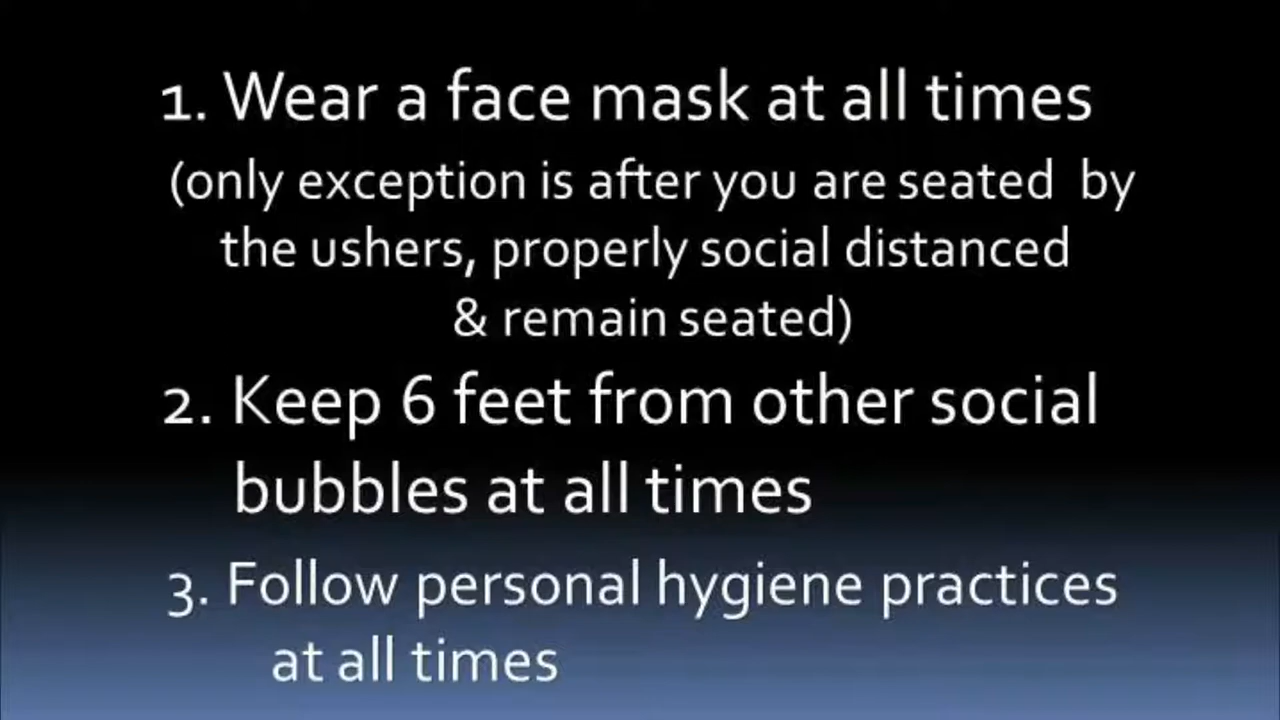 1. Wear a face mask at all times
(only exception is after you are seated by
the ushers, properly social distanced
& remain seated)
2. Keep 6 feet from other social
bubbles at all times
3. Follow personal hygiene practices
at all times